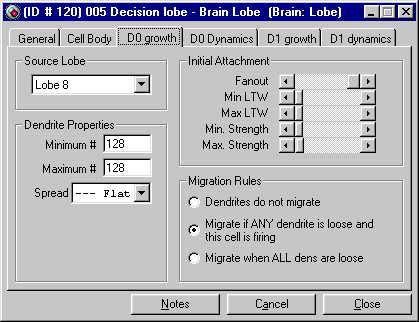 (ID # 120) 005 Decision lobe - Brain Lobe (Brain: Lobe)
General
Cell Body
D0 growth
D0 Dynamics
D1 growth
D1 dynamics
Source Lobe
Lobe 8
Dendrite Properties
Minimum # 128
Maximum # 128
Spread --- Flat
Initial Attachment
Fanout
Min LTW
Max LTW
Min. Strength
Max. Strength
Migration Rules
Dendrites do not migrate
Migrate if ANY dendrite is loose and
this cell is firing
Migrate when ALL dens are loose
Notes
Cancel
Close